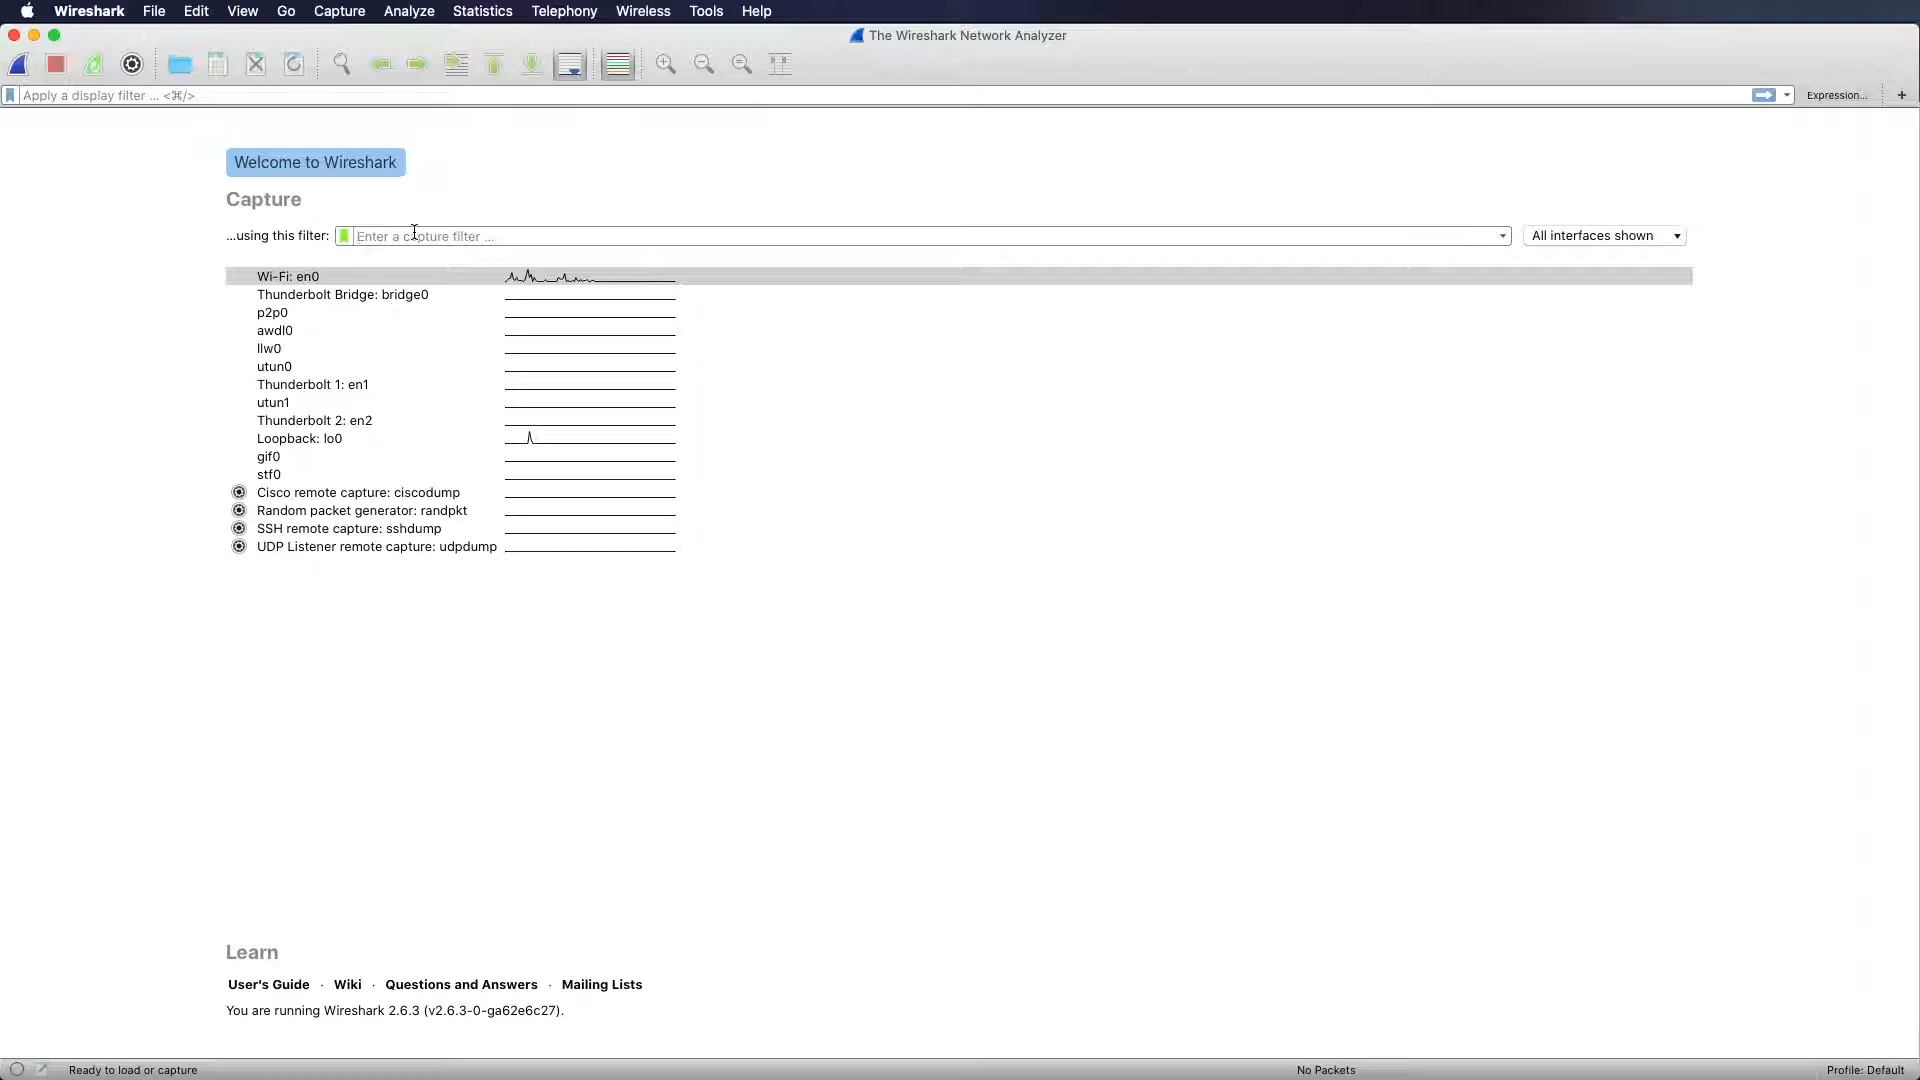 Wireshark File Edit View Go Capture Analyze Statistics Telephony Wireless Tools Help
The Wireshark Network Analyzer
Apply a display filter ... <⌘/> Expression... +
Welcome to Wireshark
Capture
...using this filter: Enter a capture filter ... All interfaces shown
Wi-Fi: en0
Thunderbolt Bridge: bridge0
p2p0
awdl0
llw0
utun0
Thunderbolt 1: en1
utun1
Thunderbolt 2: en2
Loopback: lo0
gif0
stf0
Cisco remote capture: ciscodump
Random packet generator: randpkt
SSH remote capture: sshdump
UDP Listener remote capture: udpdump
Learn
User's Guide · Wiki · Questions and Answers · Mailing Lists
You are running Wireshark 2.6.3 (v2.6.3-0-ga62e6c27).
Ready to load or capture No Packets Profile: Default